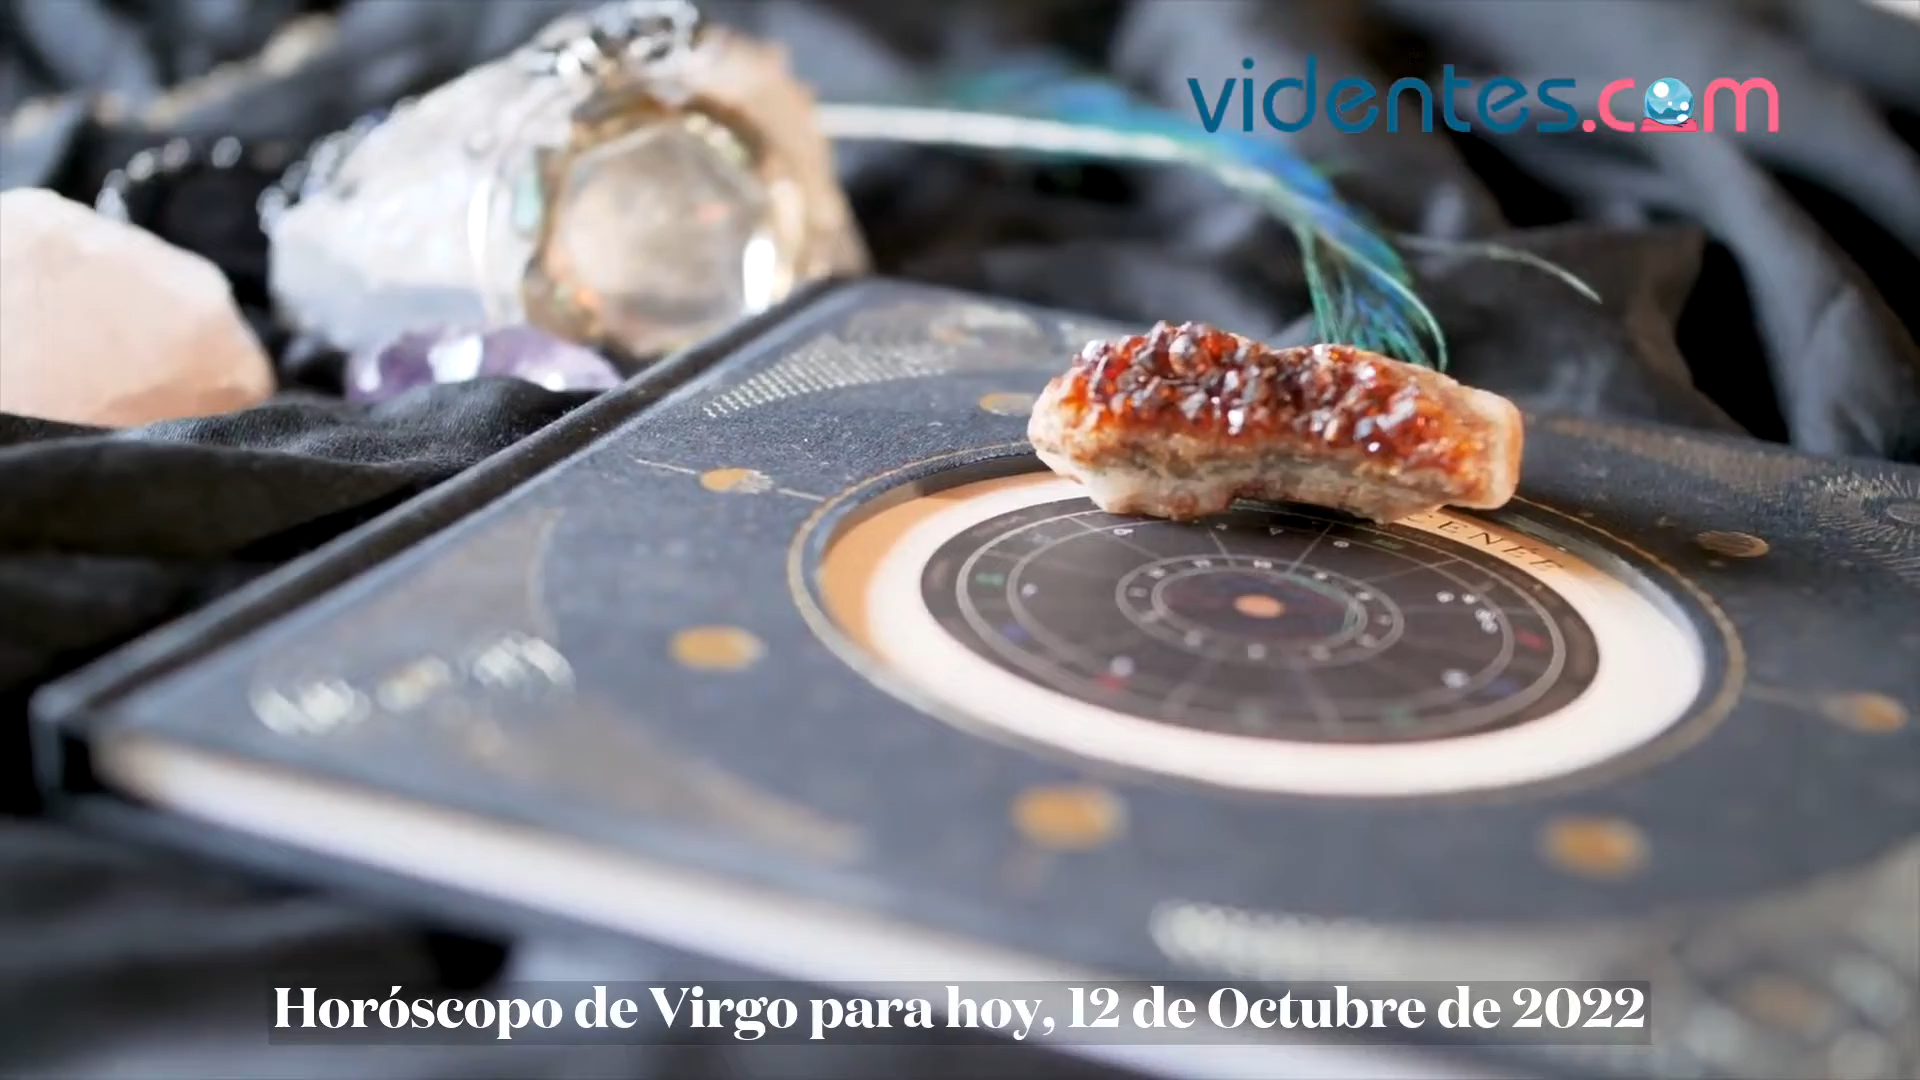 videntes.com
Horóscopo de Virgo para hoy, 12 de Octubre de 2022